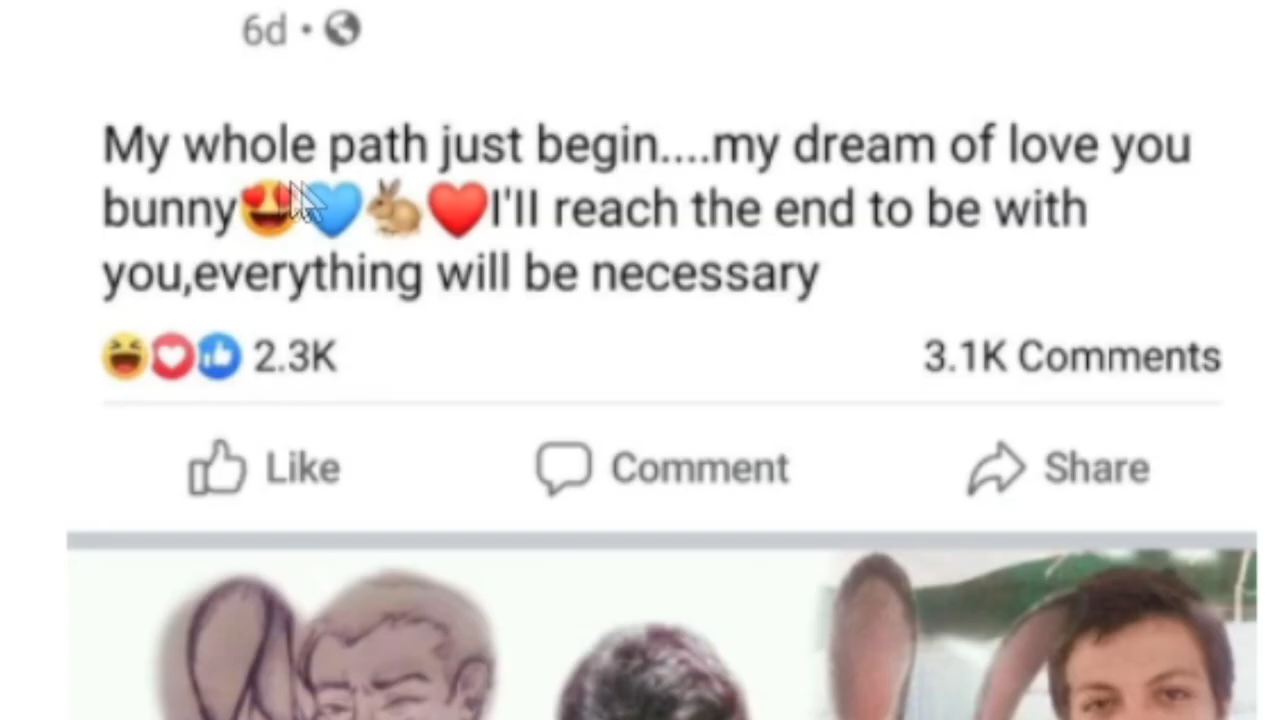 6d •
My whole path just begin....my dream of love you
bunny😍💙🐇❤️I'll reach the end to be with
you,everything will be necessary
2.3K 3.1K Comments
Like Comment Share